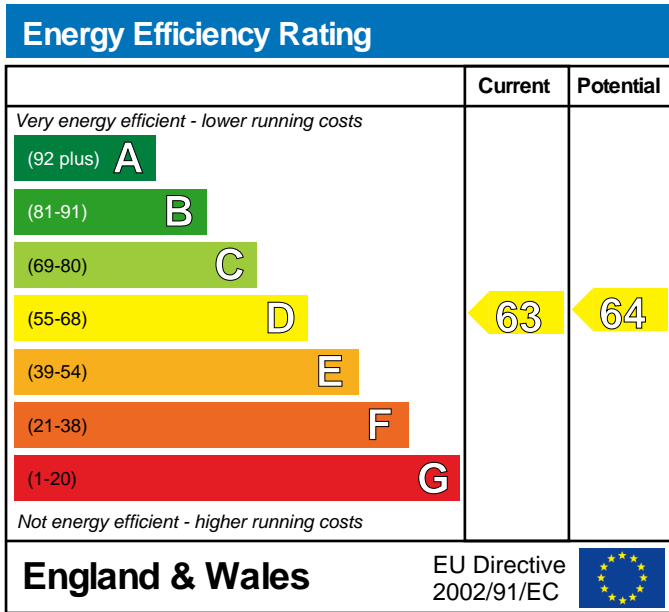 Energy Efficiency Rating
Current Potential
Very energy efficient - lower running costs
(92 plus) A
(81-91) B
(69-80) C
(55-68) D 63 64
(39-54) E
(21-38) F
(1-20) G
Not energy efficient - higher running costs
England & Wales
EU Directive
2002/91/EC